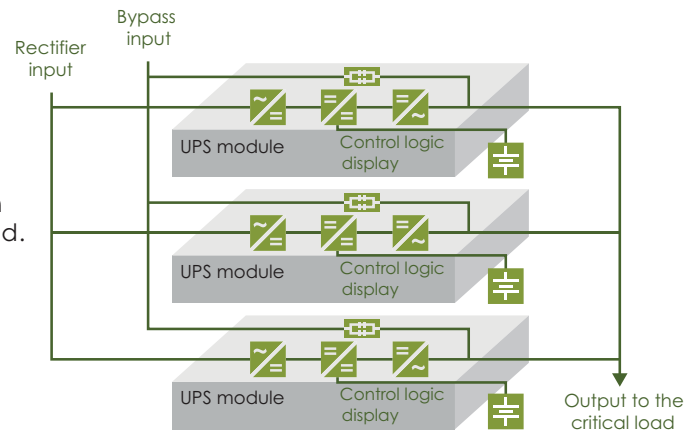 Bypass
input
Rectifier
input
UPS module
Control logic
display
d.
UPS module
Control logic
display
UPS module
Control logic
display
Output to the
critical load